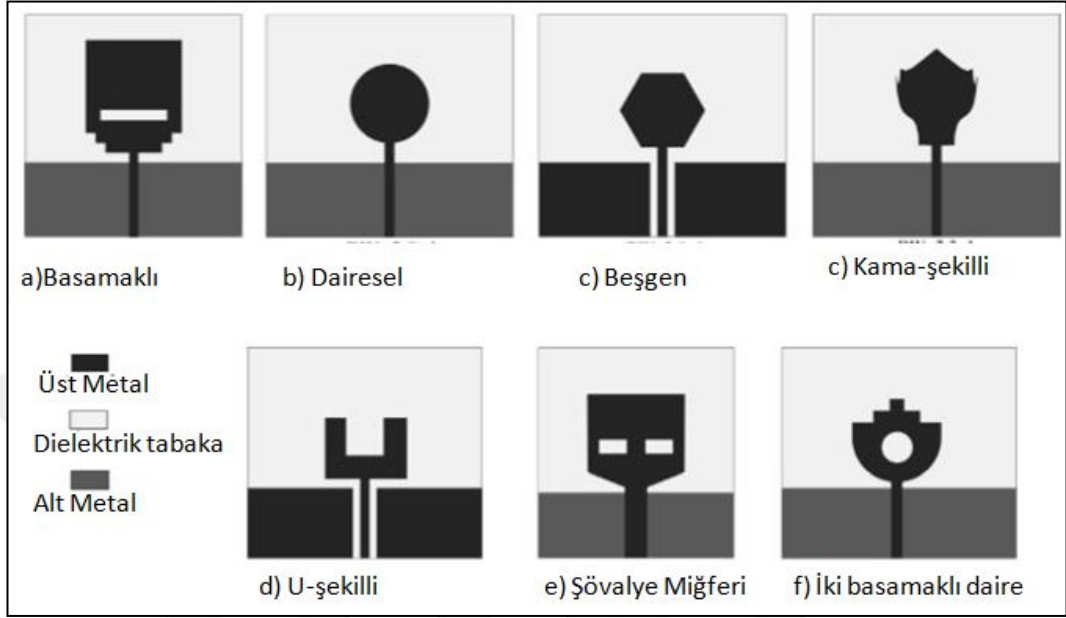 a)Basamaklı
b) Dairesel
c) Beşgen
c) Kama-şekilli
Üst Metal
Dielektrik tabaka
Alt Metal
d) U-şekilli
e) Şövalye Miğferi
f) İki basamaklı daire